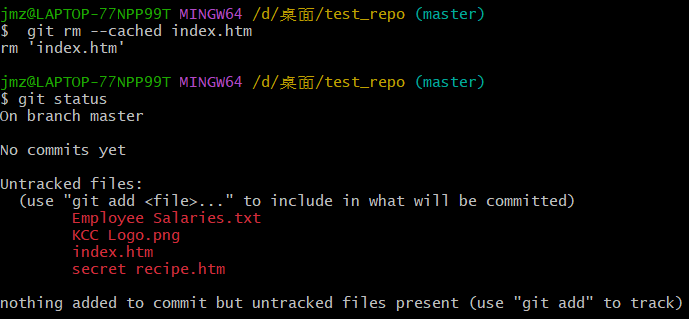 jmz@LAPTOP-77NPP99T MINGW64 /d/桌面/test_repo (master)
$  git rm --cached index.htm
rm 'index.htm'
jmz@LAPTOP-77NPP99T MINGW64 /d/桌面/test_repo (master)
$ git status
On branch master
No commits yet
Untracked files:
  (use "git add <file>..." to include in what will be committed)
        Employee Salaries.txt
        KCC Logo.png
        index.htm
        secret recipe.htm
nothing added to commit but untracked files present (use "git add" to track)